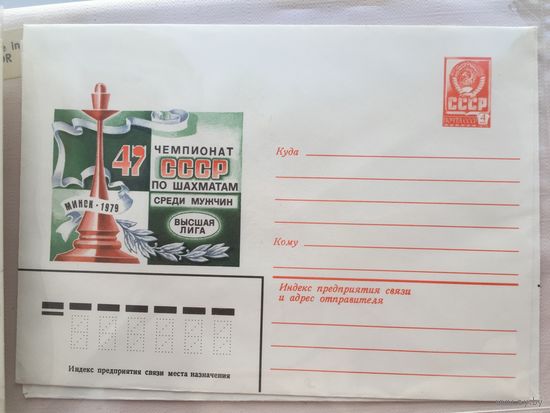 47
ЧЕМПИОНАТ
СССР
ПО ШАХМАТАМ
СРЕДИ МУЖЧИН
ВЫСШАЯ
ЛИГА
МИНСК · 1979
СССР
4
Куда
Кому
Индекс предприятия связи
и адрес отправителя
Индекс предприятия связи места назначения